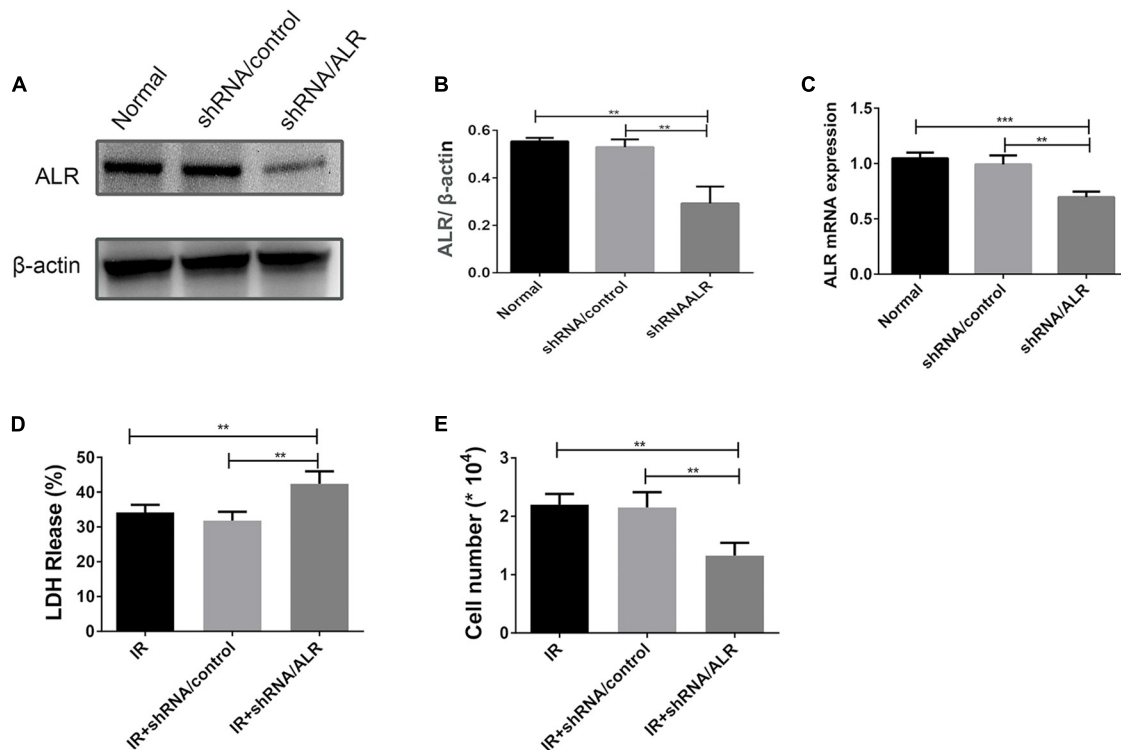 A
Normal
shRNA/control
shRNA/ALR
ALR
β-actin
B
ALR/ β-actin
0.6
0.4
0.2
0.0
**
**
Normal
shRNA/control
shRNAALR
C
ALR mRNA expression
1.5
1.0
0.5
0.0
***
**
Normal
shRNA/control
shRNA/ALR
D
LDH Rlease (%)
50
40
30
20
10
0
**
**
IR
IR+shRNA/control
IR+shRNA/ALR
E
Cell number (* 10⁴)
3
2
1
0
**
**
IR
IR+shRNA/control
IR+shRNA/ALR